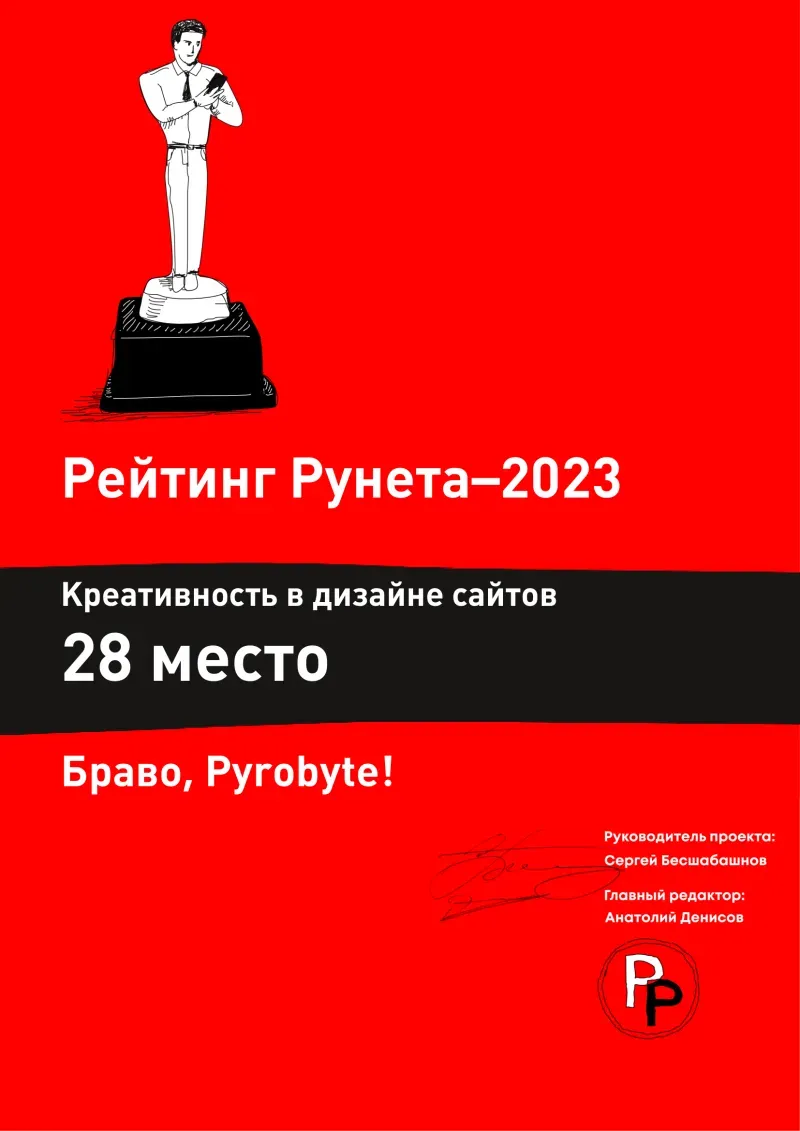 Рейтинг Рунета–2023
Креативность в дизайне сайтов
28 место
Браво, Pyrobyte!
Руководитель проекта:
Сергей Бесшабашнов
Главный редактор:
Анатолий Денисов
РР